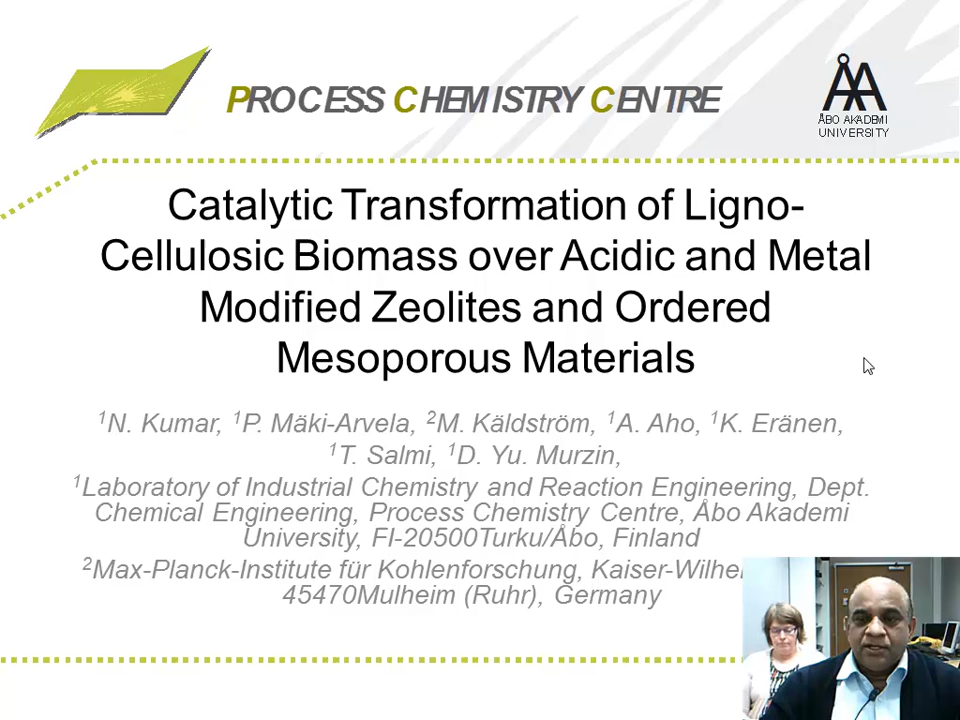 PROCESS CHEMISTRY CENTRE
ÅA
ÅBO AKADEMI
UNIVERSITY
Catalytic Transformation of Ligno-
Cellulosic Biomass over Acidic and Metal
Modified Zeolites and Ordered
Mesoporous Materials
¹N. Kumar, ¹P. Mäki-Arvela, ²M. Käldström, ¹A. Aho, ¹K. Eränen,
¹T. Salmi, ¹D. Yu. Murzin,
¹Laboratory of Industrial Chemistry and Reaction Engineering, Dept.
Chemical Engineering, Process Chemistry Centre, Åbo Akademi
University, FI-20500Turku/Åbo, Finland
²Max-Planck-Institute für Kohlenforschung,
45470Mulheim (Ruhr), Germany